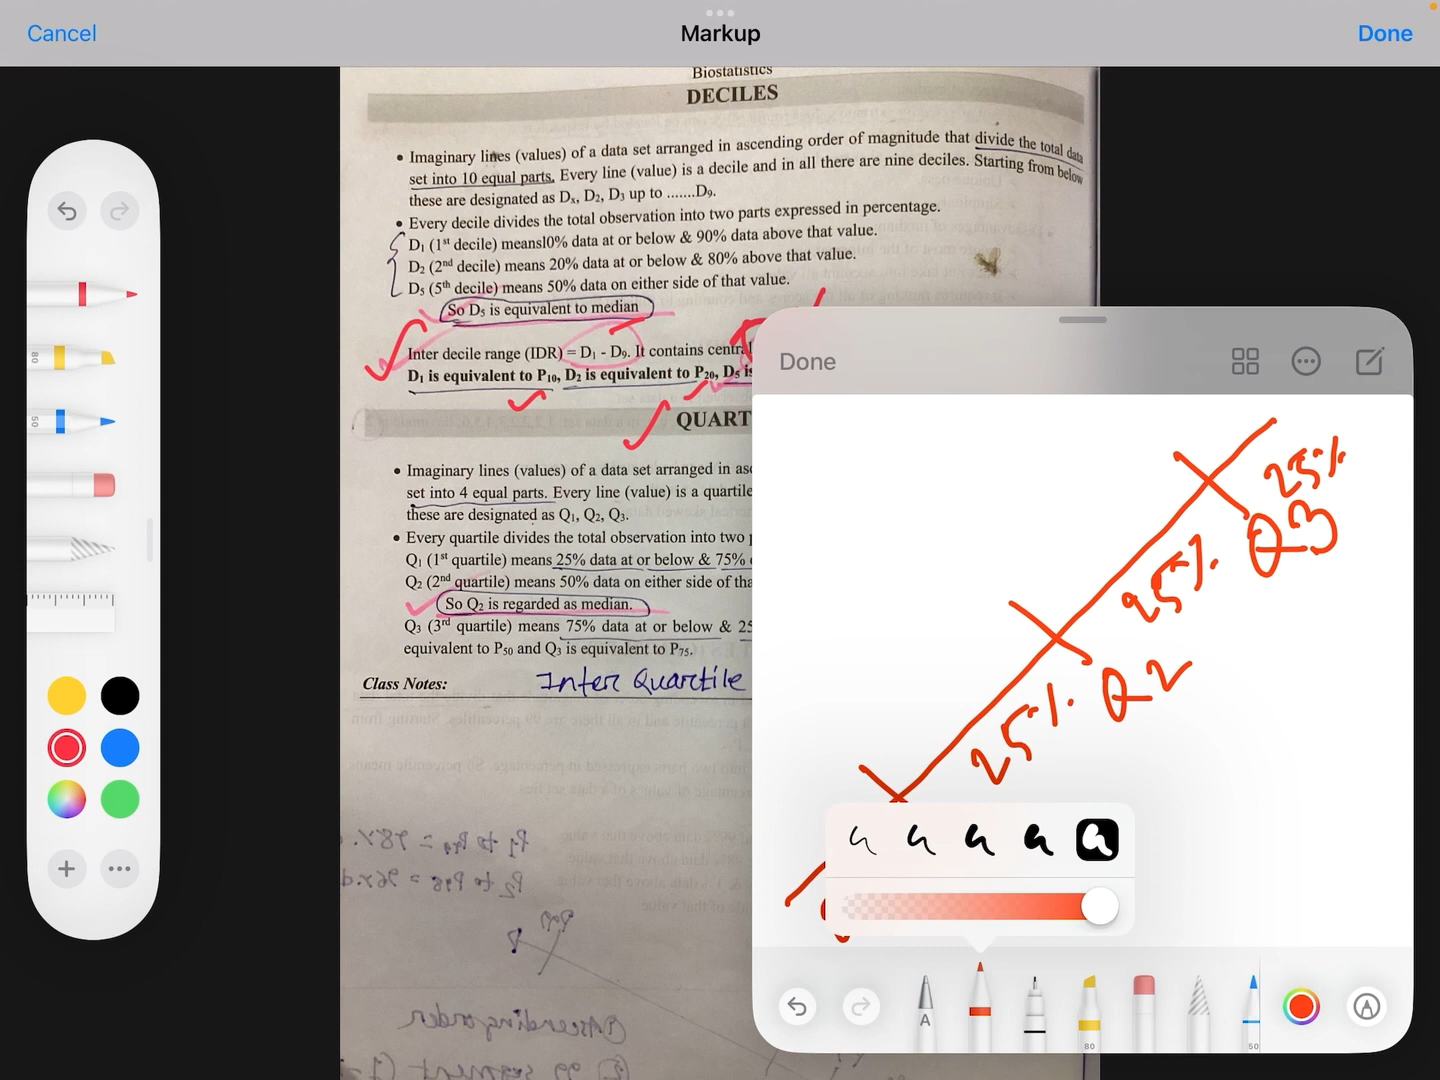 Cancel
Markup
Done
Biostatistics
DECILES
• Imaginary lines (values) of a data set arranged in ascending order of magnitude that divide the total data
set into 10 equal parts. Every line (value) is a decile and in all there are nine deciles. Starting from below
these are designated as Dₓ, D₂, D₃ up to .......D₉.
• Every decile divides the total observation into two parts expressed in percentage.
D₁ (1st decile) means10% data at or below & 90% data above that value.
D₂ (2nd decile) means 20% data at or below & 80% data above that value.
D₅ (5th decile) means 50% data on either side of that value.
So D₅ is equivalent to median
Inter decile range (IDR) = D₁ - D₉. It contains central
D₁ is equivalent to P₁₀, D₂ is equivalent to P₂₀, D₅ is
QUART
• Imaginary lines (values) of a data set arranged in asc
set into 4 equal parts. Every line (value) is a quartile
these are designated as Q₁, Q₂, Q₃.
• Every quartile divides the total observation into two
Q₁ (1st quartile) means 25% data at or below & 75%
Q₂ (2nd quartile) means 50% data on either side of tha
So Q₂ is regarded as median.
Q₃ (3rd quartile) means 75% data at or below & 25
equivalent to P₅₀ and Q₃ is equivalent to P₇₅.
Class Notes: Inter Quartile
Done
25%
Q3
25%
Q2
25%
80
50
A
80
50